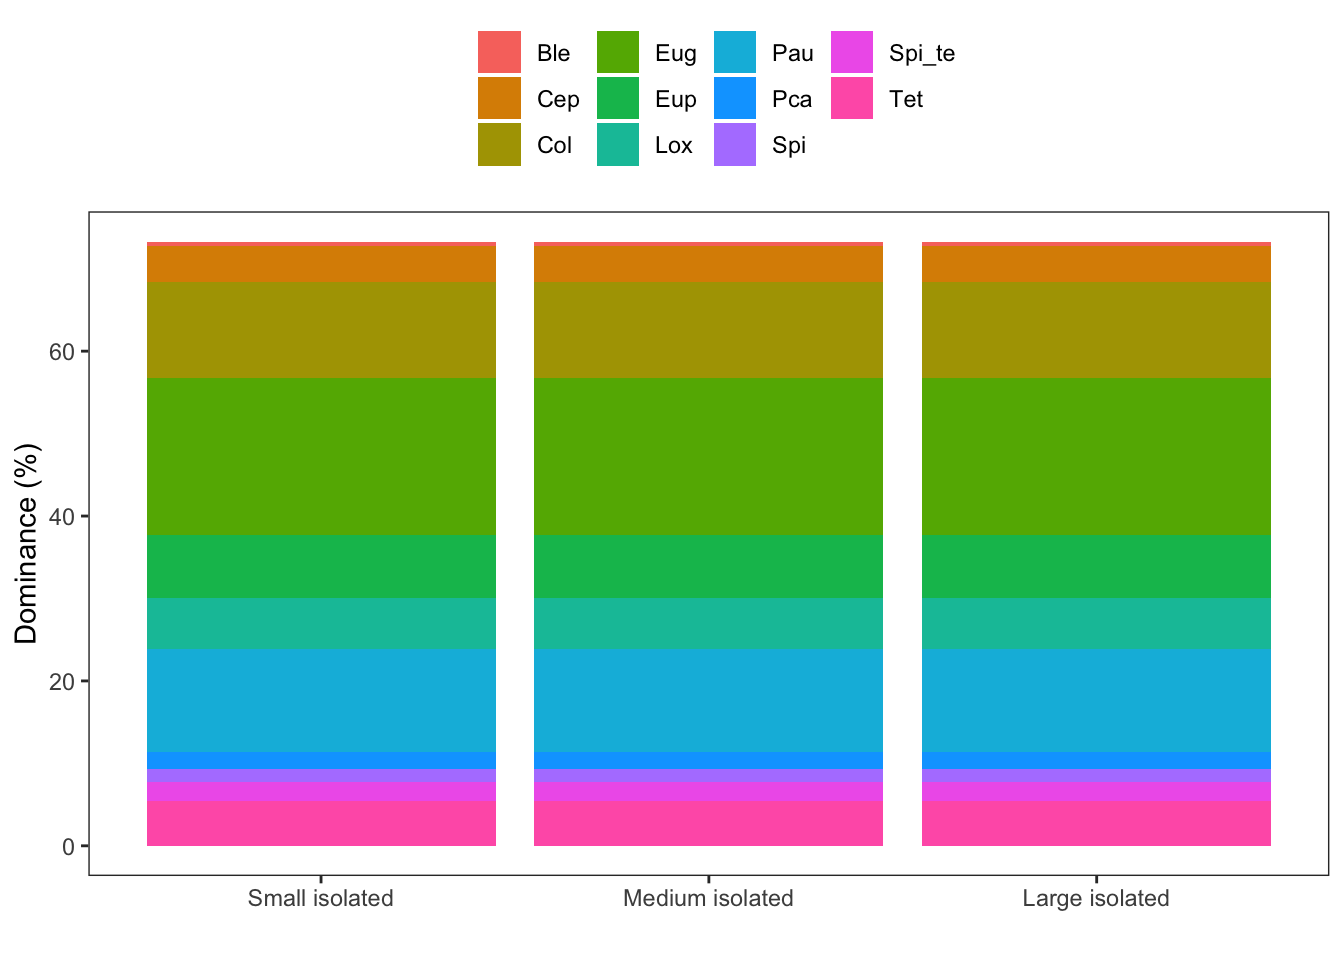 Ble Eug Pau Spi_te
Cep Eup Pca Tet
Col Lox Spi
Dominance (%)
60
40
20
0
Small isolated Medium isolated Large isolated